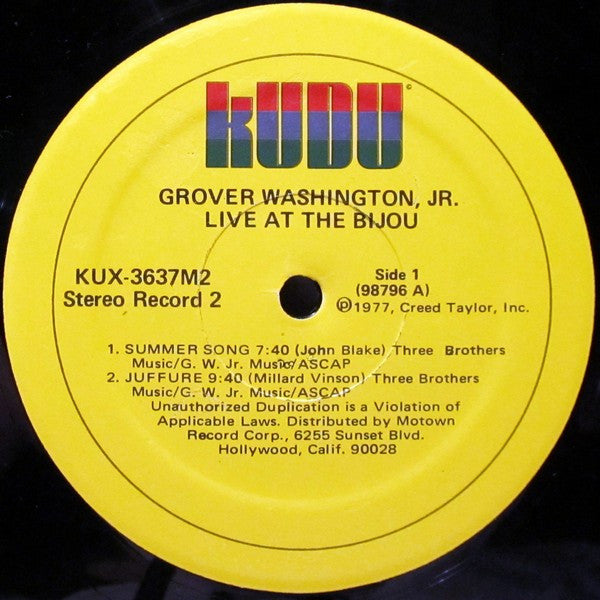 kUDU ©
GROVER WASHINGTON, JR.
LIVE AT THE BIJOU
KUX-3637M2
Stereo Record 2
Side 1
(98796 A)
℗1977, Creed Taylor, Inc.
1. SUMMER SONG 7:40 (John Blake) Three Brothers
Music/G. W. Jr. Music/ASCAP
2. JUFFURE 9:40 (Millard Vinson) Three Brothers
Music/G. W. Jr. Music/ASCAP
Unauthorized Duplication is a Violation of
Applicable Laws. Distributed by Motown
Record Corp., 6255 Sunset Blvd.
Hollywood, Calif. 90028